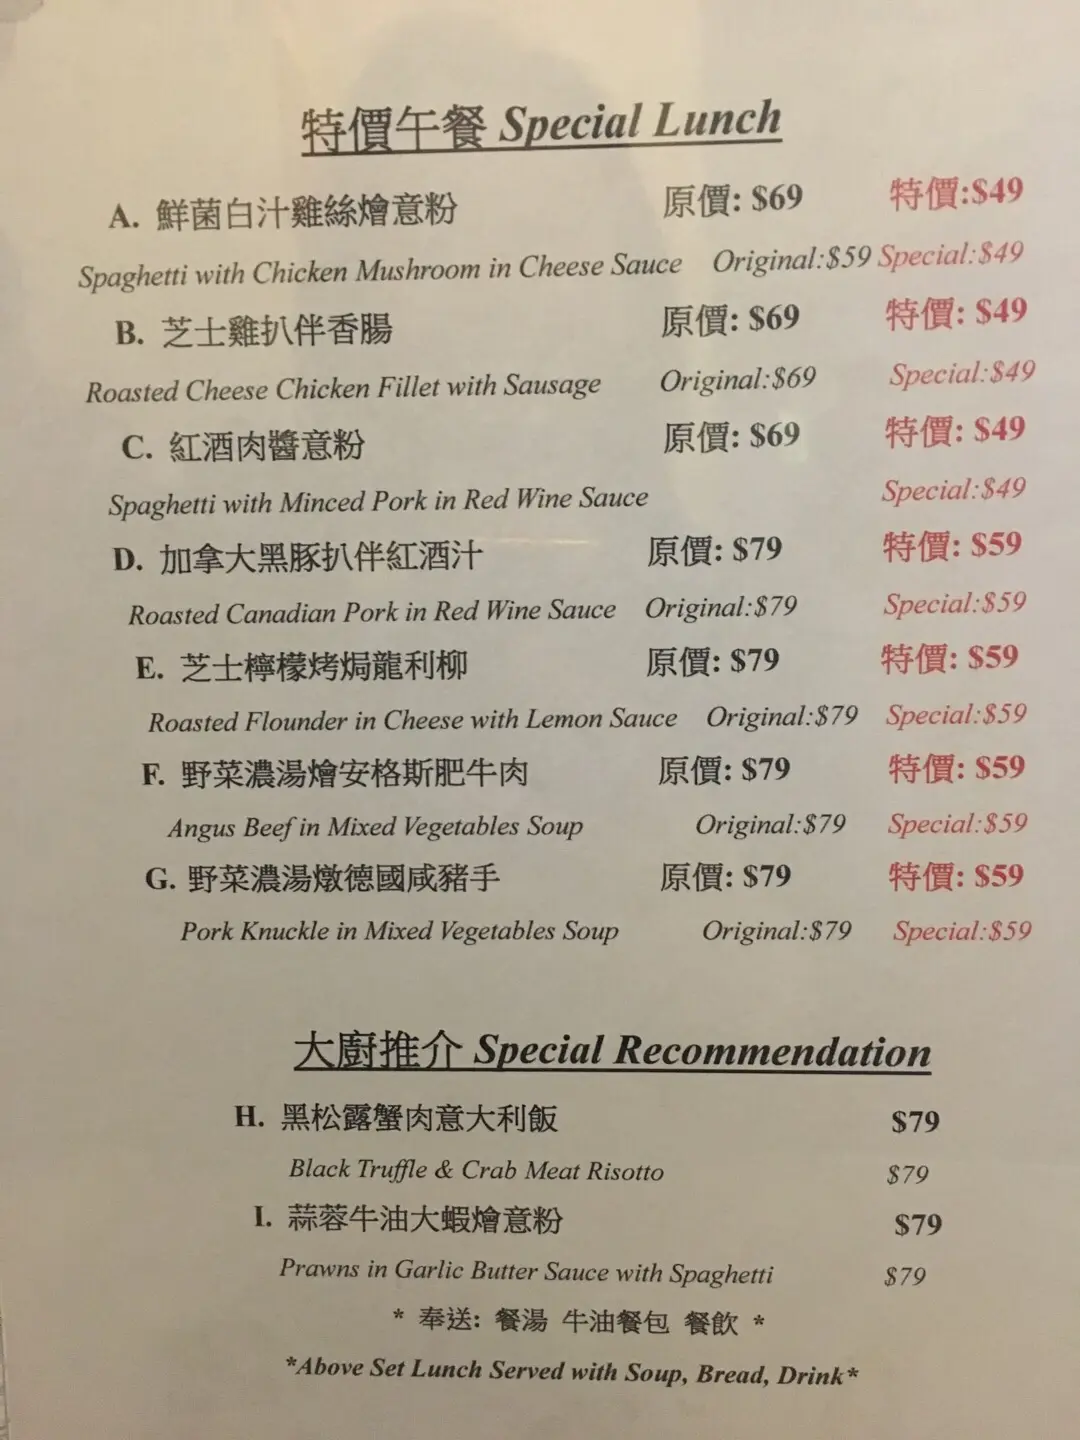 特價午餐 Special Lunch
A. 鮮菌白汁雞絲燴意粉 原價: $69 特價:$49
Spaghetti with Chicken Mushroom in Cheese Sauce Original:$59 Special:$49
B. 芝士雞扒伴香腸 原價: $69 特價: $49
Roasted Cheese Chicken Fillet with Sausage Original:$69 Special:$49
C. 紅酒肉醬意粉 原價: $69 特價: $49
Spaghetti with Minced Pork in Red Wine Sauce Special:$49
D. 加拿大黑豚扒伴紅酒汁 原價: $79 特價: $59
Roasted Canadian Pork in Red Wine Sauce Original:$79 Special:$59
E. 芝士檸檬烤焗龍利柳 原價: $79 特價: $59
Roasted Flounder in Cheese with Lemon Sauce Original:$79 Special:$59
F. 野菜濃湯燴安格斯肥牛肉 原價: $79 特價: $59
Angus Beef in Mixed Vegetables Soup Original:$79 Special:$59
G. 野菜濃湯燉德國咸豬手 原價: $79 特價: $59
Pork Knuckle in Mixed Vegetables Soup Original:$79 Special:$59
大廚推介 Special Recommendation
H. 黑松露蟹肉意大利飯 $79
Black Truffle & Crab Meat Risotto $79
I. 蒜蓉牛油大蝦燴意粉 $79
Prawns in Garlic Butter Sauce with Spaghetti $79
* 奉送: 餐湯 牛油餐包 餐飲 *
*Above Set Lunch Served with Soup, Bread, Drink*